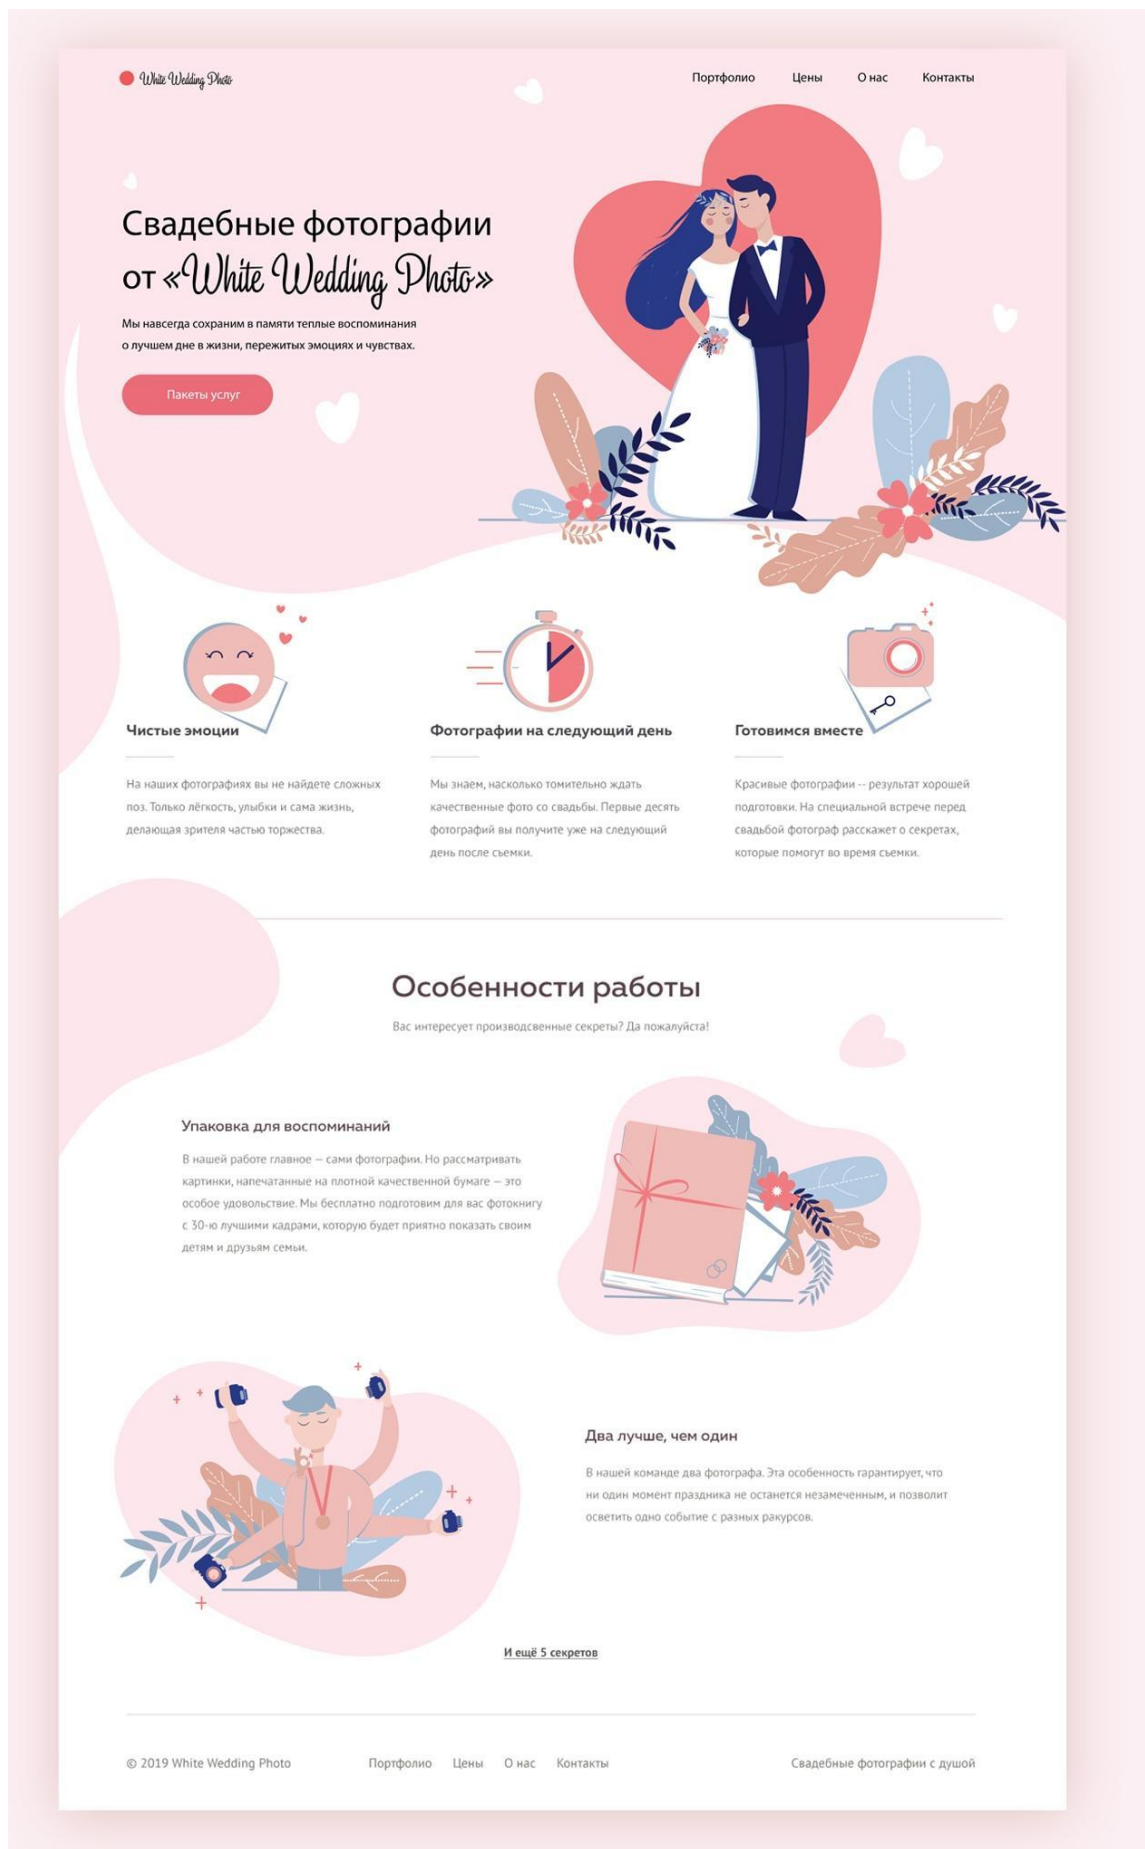 White Wedding Photo
Портфолио Цены О нас Контакты
Свадебные фотографии
от «White Wedding Photo»
Мы навсегда сохраним в памяти теплые воспоминания
о лучшем дне в жизни, пережитых эмоциях и чувствах.
Пакеты услуг
Чистые эмоции
На наших фотографиях вы не найдете сложных
поз. Только лёгкость, улыбки и сама жизнь,
делающая зрителя частью торжества.
Фотографии на следующий день
Мы знаем, насколько томительно ждать
качественные фото со свадьбы. Первые десять
фотографий вы получите уже на следующий
день после съемки.
Готовимся вместе
Красивые фотографии -- результат хорошей
подготовки. На специальной встрече перед
свадьбой фотограф расскажет о секретах,
которые помогут во время съемки.
Особенности работы
Вас интересует производсвенные секреты? Да пожалуйста!
Упаковка для воспоминаний
В нашей работе главное — сами фотографии. Но рассматривать
картинки, напечатанные на плотной качественной бумаге — это
особое удовольствие. Мы бесплатно подготовим для вас фотокнигу
с 30-ю лучшими кадрами, которую будет приятно показать своим
детям и друзьям семьи.
Два лучше, чем один
В нашей команде два фотографа. Эта особенность гарантирует, что
ни один момент праздника не останется незамеченным, и позволит
осветить одно событие с разных ракурсов.
И ещё 5 секретов
© 2019 White Wedding Photo
Портфолио Цены О нас Контакты
Свадебные фотографии с душой